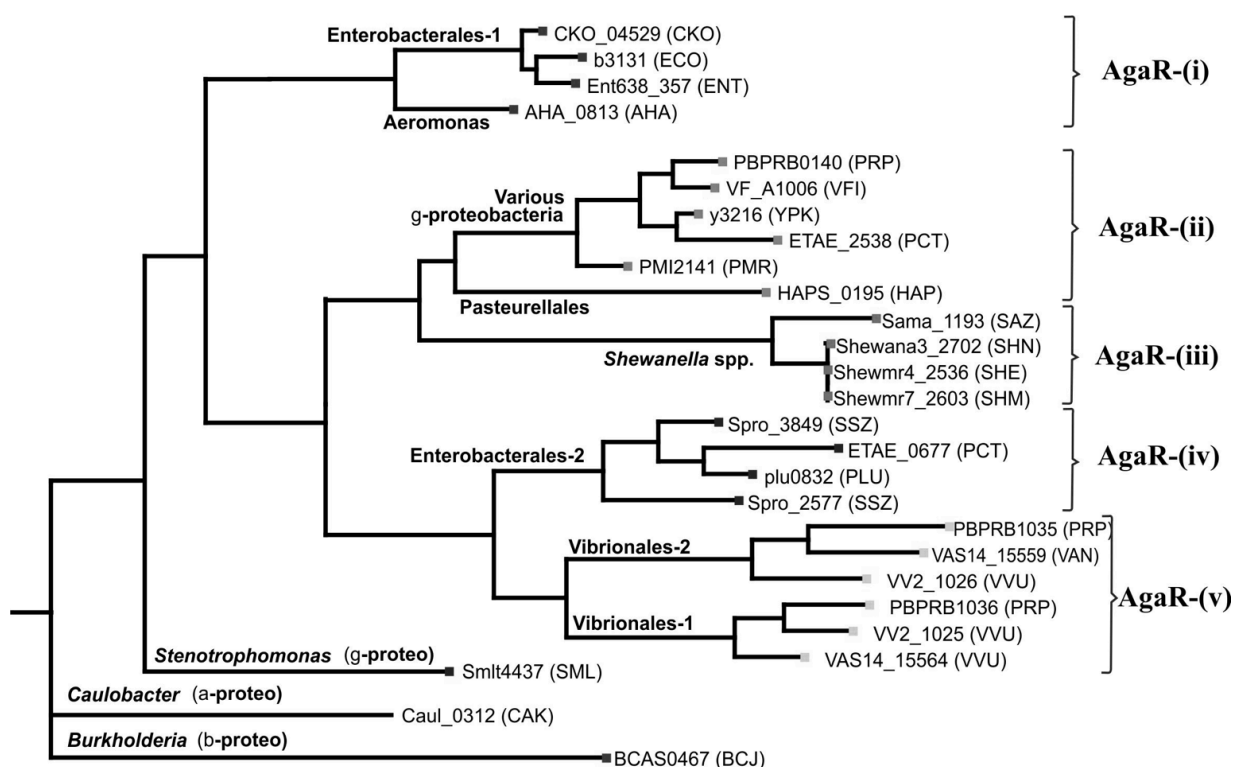 Enterobacterales-1
CKO_04529 (CKO)
b3131 (ECO)
Ent638_357 (ENT)
AHA_0813 (AHA)
Aeromonas
AgaR-(i)
PBPRB0140 (PRP)
VF_A1006 (VFI)
Various
g-proteobacteria
y3216 (YPK)
ETAE_2538 (PCT)
PMI2141 (PMR)
HAPS_0195 (HAP)
Pasteurellales
AgaR-(ii)
Sama_1193 (SAZ)
Shewana3_2702 (SHN)
Shewanella spp.
Shewmr4_2536 (SHE)
Shewmr7_2603 (SHM)
AgaR-(iii)
Spro_3849 (SSZ)
Enterobacterales-2
ETAE_0677 (PCT)
plu0832 (PLU)
Spro_2577 (SSZ)
AgaR-(iv)
PBPRB1035 (PRP)
Vibrionales-2
VAS14_15559 (VAN)
VV2_1026 (VVU)
PBPRB1036 (PRP)
Vibrionales-1
VV2_1025 (VVU)
VAS14_15564 (VVU)
AgaR-(v)
Stenotrophomonas (g-proteo)
Smlt4437 (SML)
Caulobacter (a-proteo)
Caul_0312 (CAK)
Burkholderia (b-proteo)
BCAS0467 (BCJ)